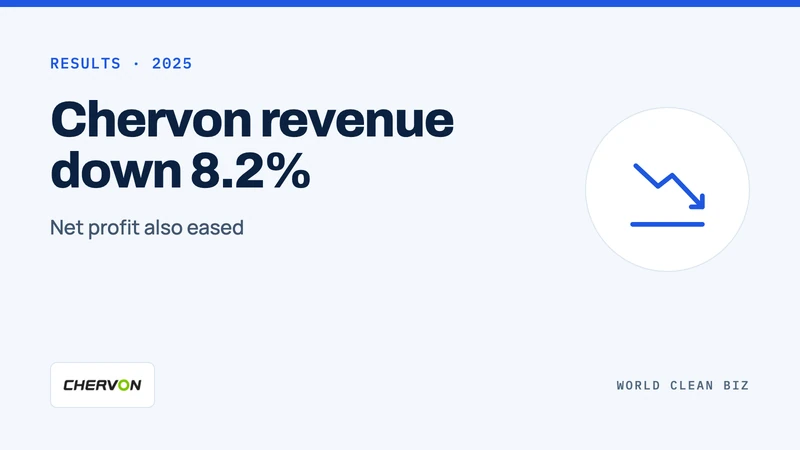 RESULTS · 2025
Chervon revenue
down 8.2%
Net profit also eased
CHERVON
WORLD CLEAN BIZ